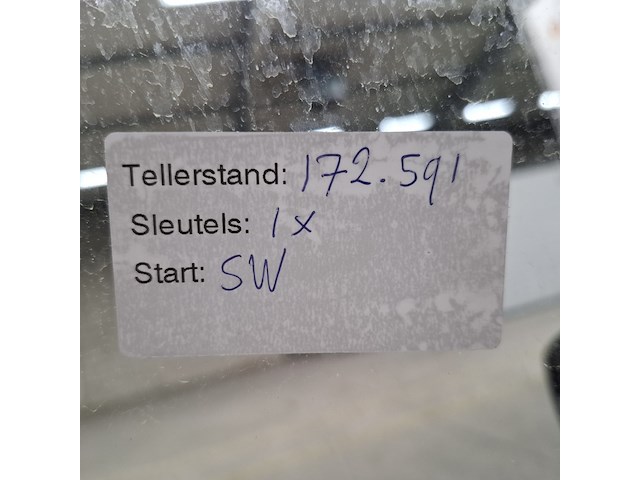 Tellerstand: 172.591
Sleutels: 1x
Start: SW